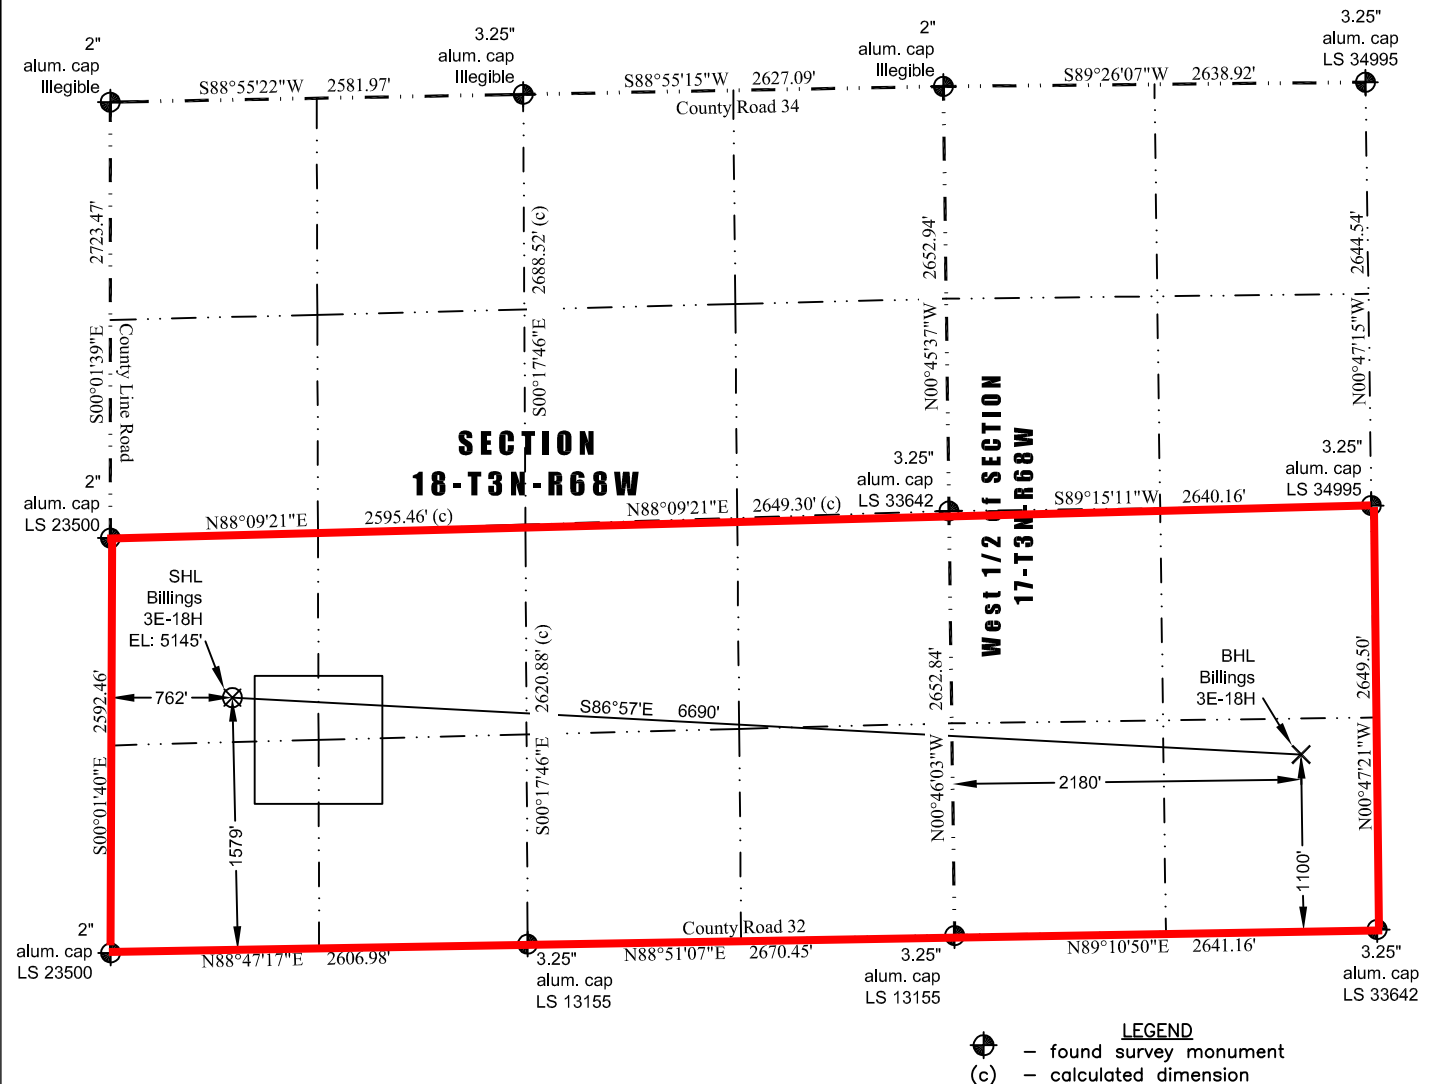 2"
alum. cap
Illegible
3.25"
alum. cap
Illegible
2"
alum. cap
Illegible
3.25"
alum. cap
LS 34995
S88°55'22"W 2581.97'
S88°55'15"W 2627.09'
S89°26'07"W 2638.92'
County Road 34
2723.47'
S00°01'39"E
County Line Road
2688.52' (c)
S00°17'46"E
2652.94'
N00°45'37"W
2644.54'
N00°47'15"W
SECTION
18-T3N-R68W
West 1/2 of SECTION
17-T3N-R68W
2"
alum. cap
LS 23500
3.25"
alum. cap
LS 33642
3.25"
alum. cap
LS 34995
N88°09'21"E 2595.46' (c)
N88°09'21"E 2649.30' (c)
S89°15'11"W 2640.16'
SHL
Billings
3E-18H
EL: 5145'
762'
2592.46'
S00°01'40"E
1579'
2620.88' (c)
S00°17'46"E
S86°57'E 6690'
2652.84'
N00°46'03"W
BHL
Billings
3E-18H
2180'
1100'
2649.50'
N00°47'21"W
2"
alum. cap
LS 23500
County Road 32
N88°47'17"E 2606.98'
N88°51'07"E 2670.45'
N89°10'50"E 2641.16'
3.25"
alum. cap
LS 13155
3.25"
alum. cap
LS 13155
3.25"
alum. cap
LS 33642
LEGEND
– found survey monument
(c) – calculated dimension